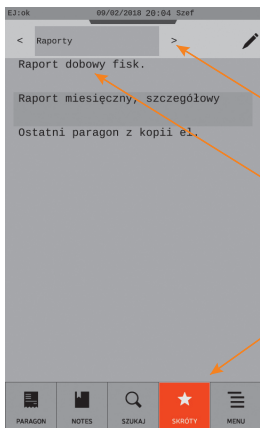 EJ:ok 09/02/2018 20:04 Szef
< Raporty >
Raport dobowy fisk.
Raport miesięczny, szczegółowy
Ostatni paragon z kopii el.
PARAGON NOTES SZUKAJ SKRÓTY MENU